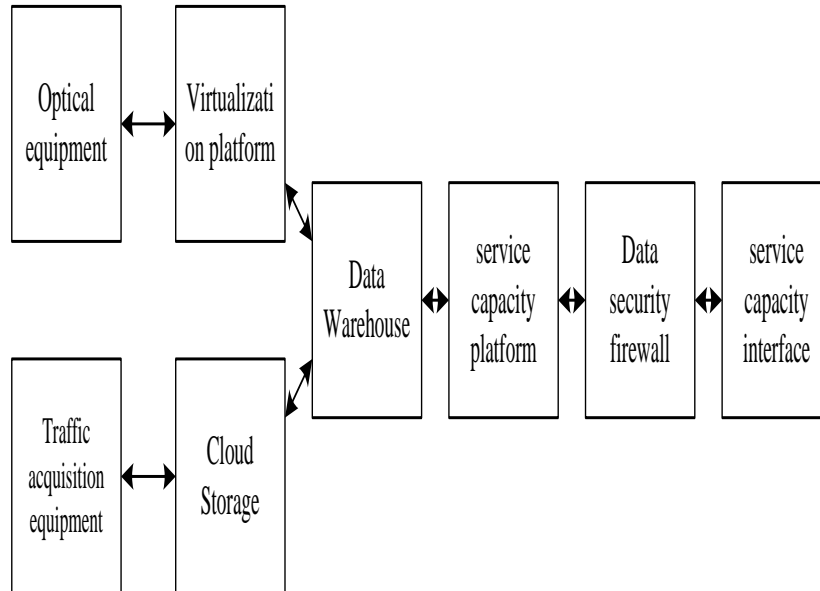 Optical
equipment
Virtualizati
on platform
Data
Warehouse
service
capacity
platform
Data
security
firewall
service
capacity
interface
Traffic
acquisition
equipment
Cloud
Storage